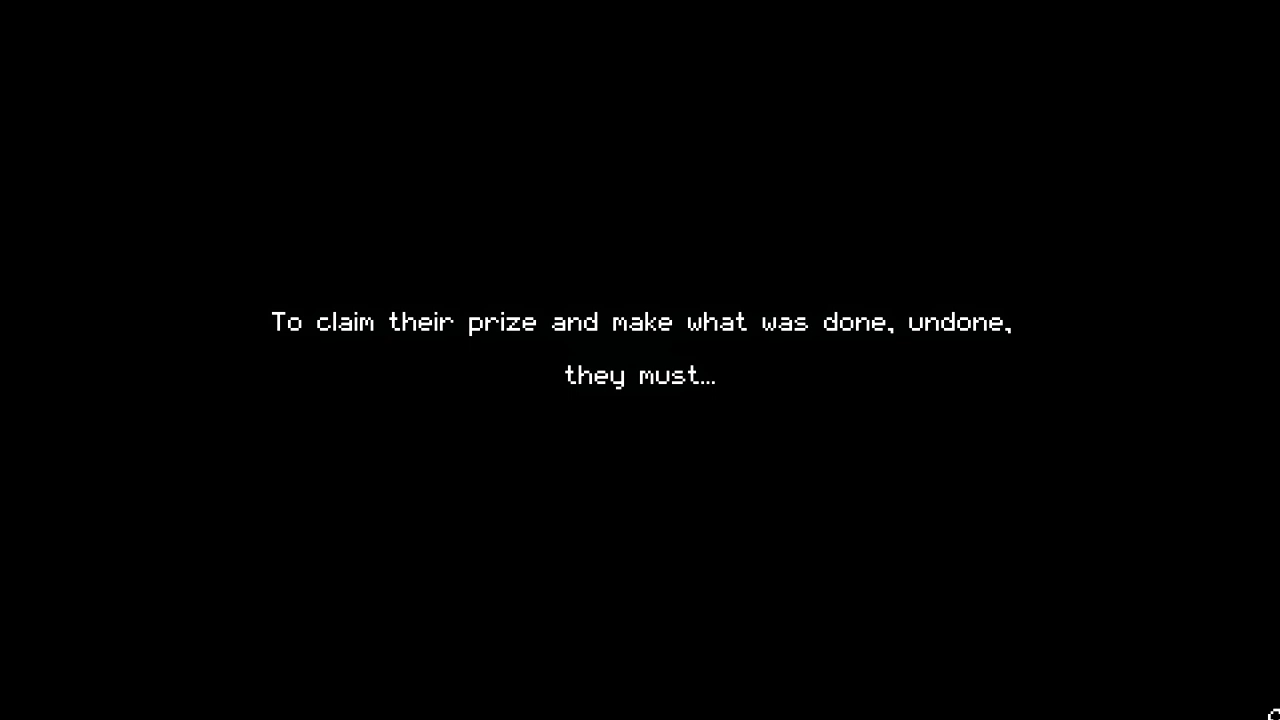 To claim their prize and make what was done, undone,
they must...